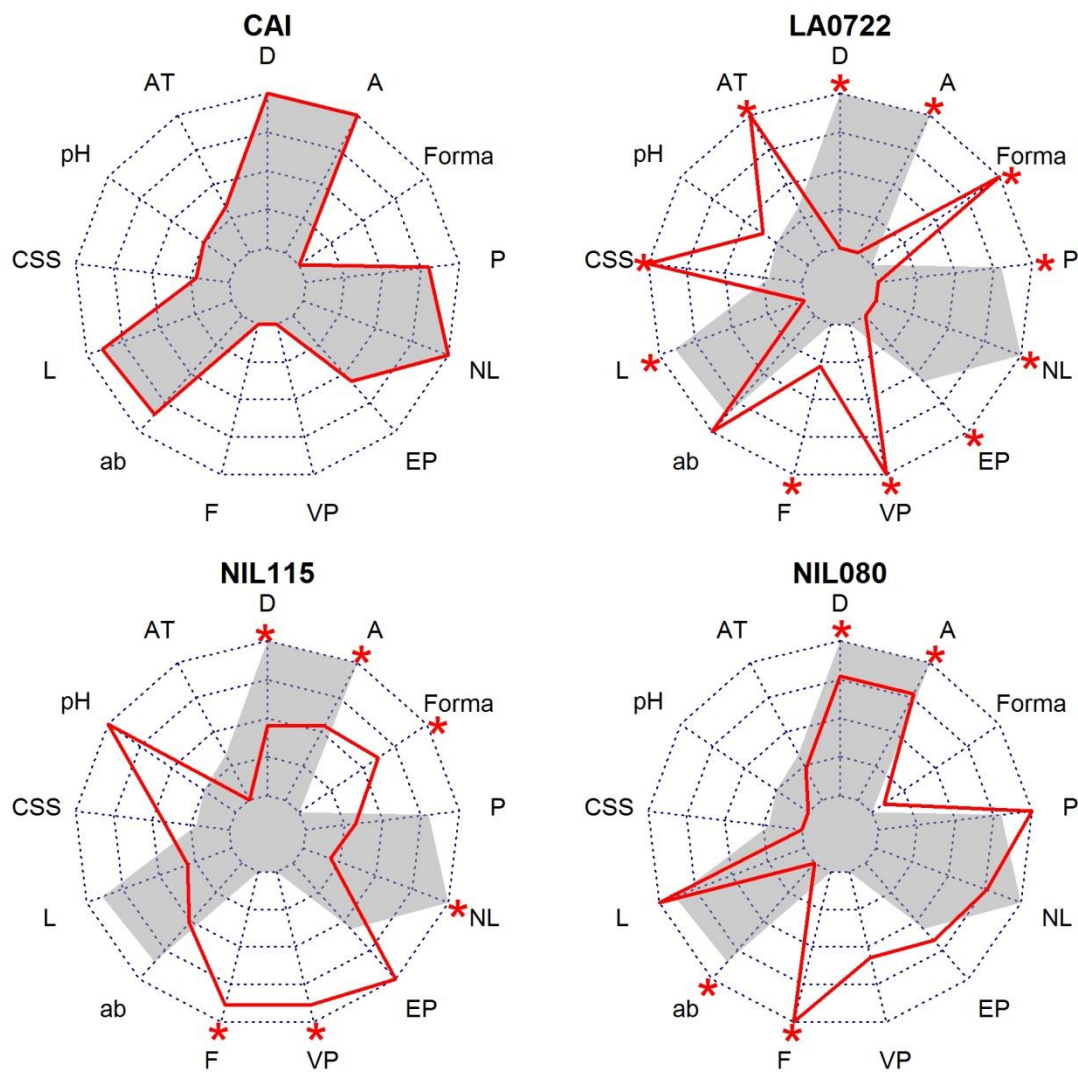 CAI
D
A
Forma
P
NL
EP
VP
F
ab
L
CSS
pH
AT
LA0722
D
A
Forma
P
NL
EP
VP
F
ab
L
CSS
pH
AT
NIL115
D
A
Forma
P
NL
EP
VP
F
ab
L
CSS
pH
AT
NIL080
D
A
Forma
P
NL
EP
VP
F
ab
L
CSS
pH
AT